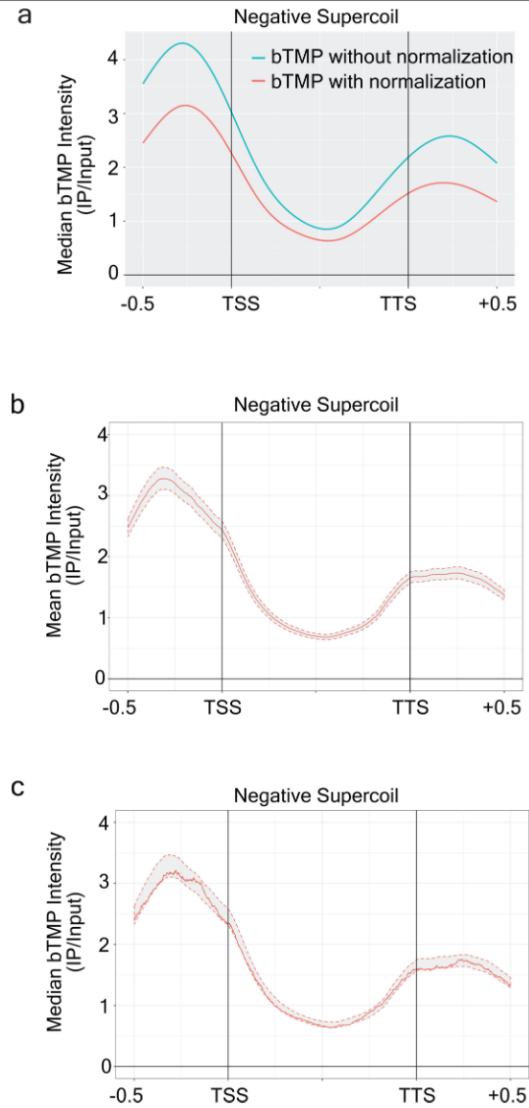 a
Negative Supercoil
bTMP without normalization
bTMP with normalization
Median bTMP Intensity
(IP/Input)
4
3
2
1
0
-0.5 TSS TTS +0.5
b
Negative Supercoil
Mean bTMP Intensity
(IP/Input)
4
3
2
1
0
-0.5 TSS TTS +0.5
c
Negative Supercoil
Median bTMP Intensity
(IP/Input)
4
3
2
1
0
-0.5 TSS TTS +0.5